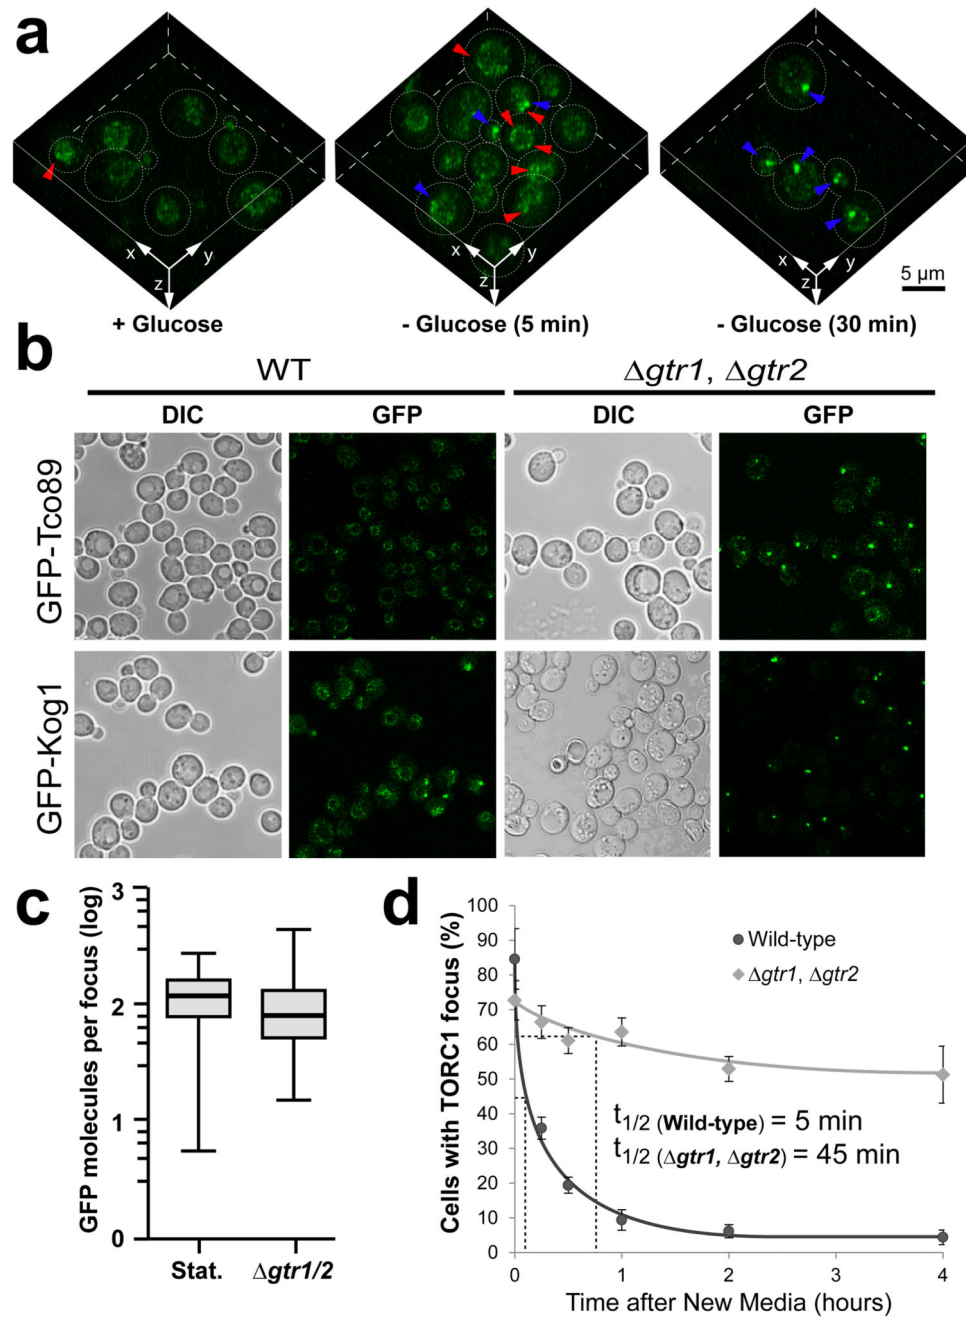 a
x y z
x y z
x y z
5 µm
+ Glucose
- Glucose (5 min)
- Glucose (30 min)
b
WT
Δgtr1, Δgtr2
DIC GFP DIC GFP
GFP-Tco89
GFP-Kog1
c
GFP molecules per focus (log)
3
2
1
0
Stat. Δgtr1/2
d
Cells with TORC1 focus (%)
100
90
80
70
60
50
40
30
20
10
0
Wild-type
Δgtr1, Δgtr2
t1/2 (Wild-type) = 5 min
t1/2 (Δgtr1, Δgtr2) = 45 min
0 1 2 3 4
Time after New Media (hours)